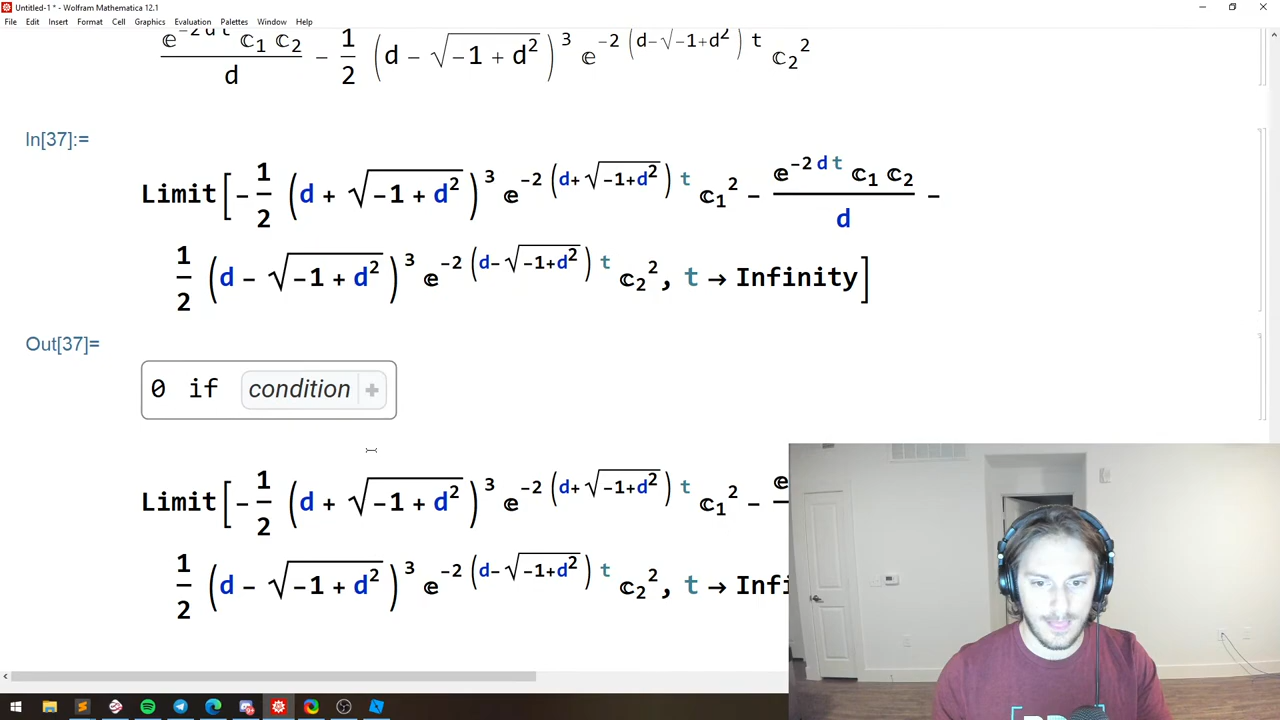 Untitled-1 * - Wolfram Mathematica 12.1
File Edit Insert Format Cell Graphics Evaluation Palettes Window Help
ⅇ^(-2 d t) ℂ₁ ℂ₂ / d - 1/2 (d - √(-1 + d²))³ ⅇ^(-2 (d-√(-1+d²)) t) ℂ₂²
In[37]:=
Limit[-1/2 (d + √(-1 + d²))³ ⅇ^(-2 (d+√(-1+d²)) t) ℂ₁² - ⅇ^(-2 d t) ℂ₁ ℂ₂ / d -
1/2 (d - √(-1 + d²))³ ⅇ^(-2 (d-√(-1+d²)) t) ℂ₂², t → Infinity]
Out[37]=
0 if condition +
Limit[-1/2 (d + √(-1 + d²))³ ⅇ^(-2 (d+√(-1+d²)) t) ℂ₁² - ⅇ
1/2 (d - √(-1 + d²))³ ⅇ^(-2 (d-√(-1+d²)) t) ℂ₂², t → Infi